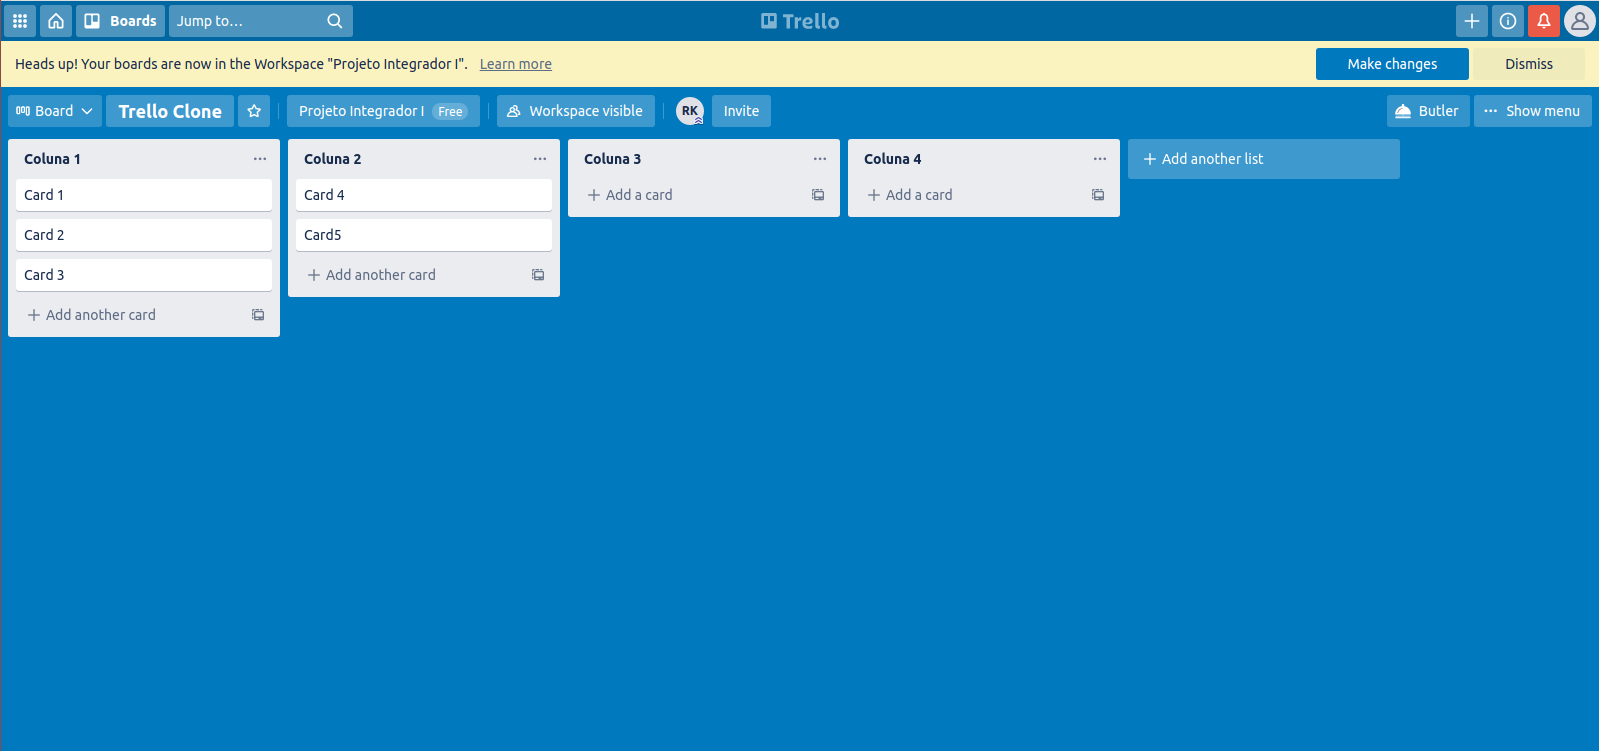 Boards
Jump to...
Trello
Heads up! Your boards are now in the Workspace "Projeto Integrador I". Learn more
Make changes
Dismiss
Board
Trello Clone
Projeto Integrador I Free
Workspace visible
RK
Invite
Butler
Show menu
Coluna 1
Card 1
Card 2
Card 3
Add another card
Coluna 2
Card 4
Card5
Add another card
Coluna 3
Add a card
Coluna 4
Add a card
Add another list